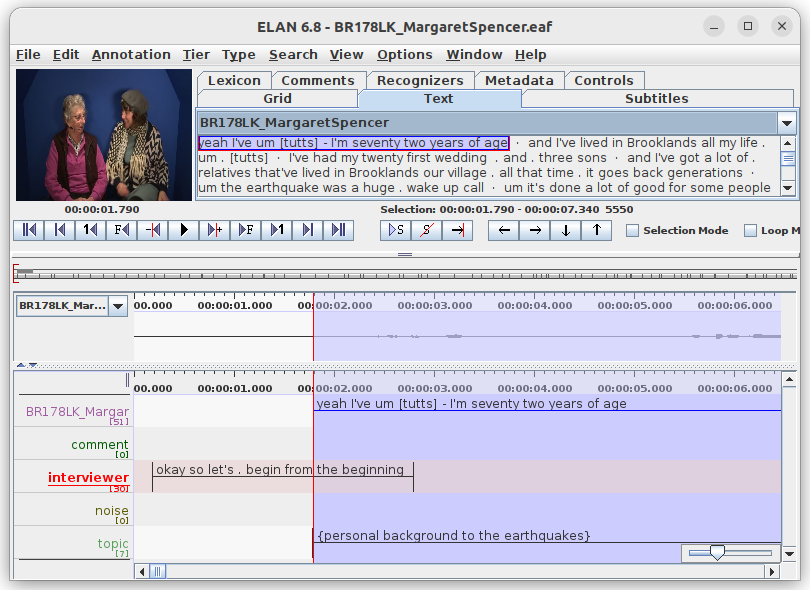 ELAN 6.8 - BR178LK_MargaretSpencer.eaf
File Edit Annotation Tier Type Search View Options Window Help
Lexicon Comments Recognizers Metadata Controls
Grid Text Subtitles
BR178LK_MargaretSpencer
yeah I've um [tutts] - I'm seventy two years of age · and I've lived in Brooklands all my life .
um . [tutts] · I've had my twenty first wedding . and . three sons · and I've got a lot of .
relatives that've lived in Brooklands our village . all that time . it goes back generations ·
um the earthquake was a huge . wake up call · um it's done a lot of good for some people
00:00:01.790 Selection: 00:00:01.790 - 00:00:07.340 5550
1 F F 1 S S Selection Mode Loop M
BR178LK_Mar... 00.000 00:00:01.000 00:00:02.000 00:00:03.000 00:00:04.000 00:00:05.000 00:00:06.000
00.000 00:00:01.000 00:00:02.000 00:00:03.000 00:00:04.000 00:00:05.000 00:00:06.000
yeah I've um [tutts] - I'm seventy two years of age
BR178LK_Margar
[51]
comment
[0]
okay so let's . begin from the beginning
interviewer
[30]
noise
[0]
{personal background to the earthquakes}
topic
[7]